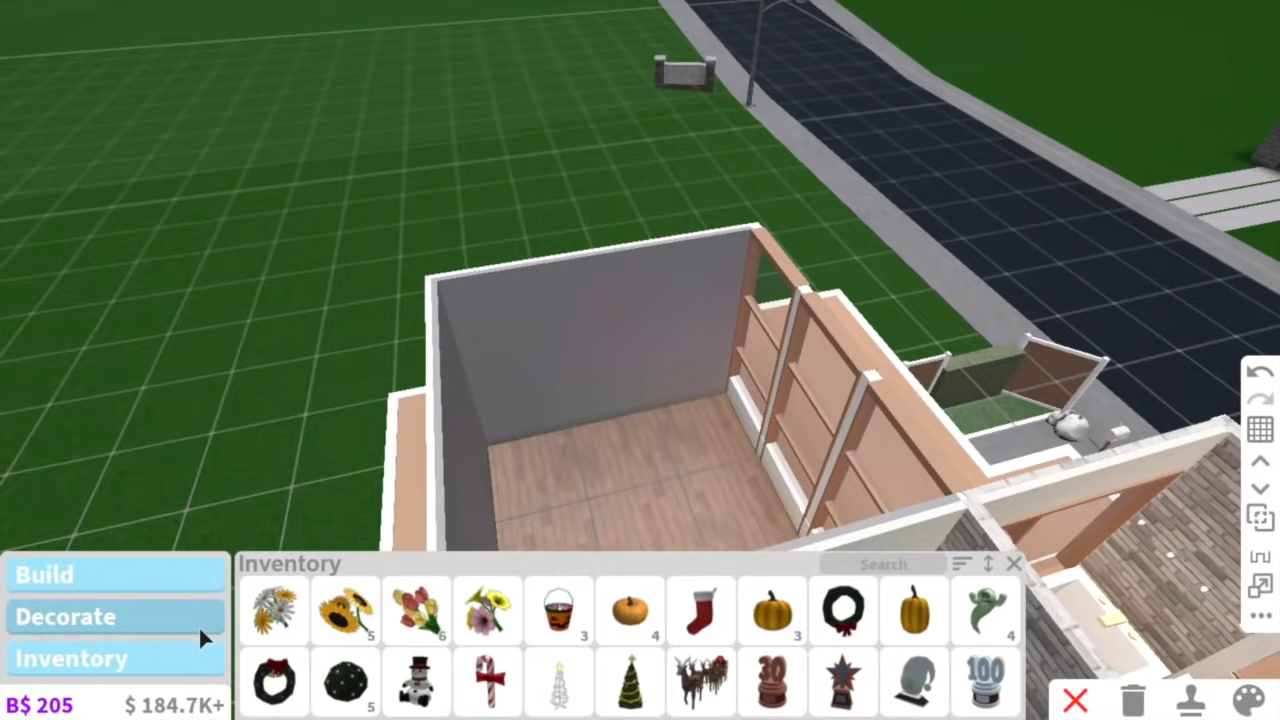 Build
Decorate
Inventory
B$ 205
$ 184.7K+
Inventory
Search
5
6
3
4
3
4
5
30
100